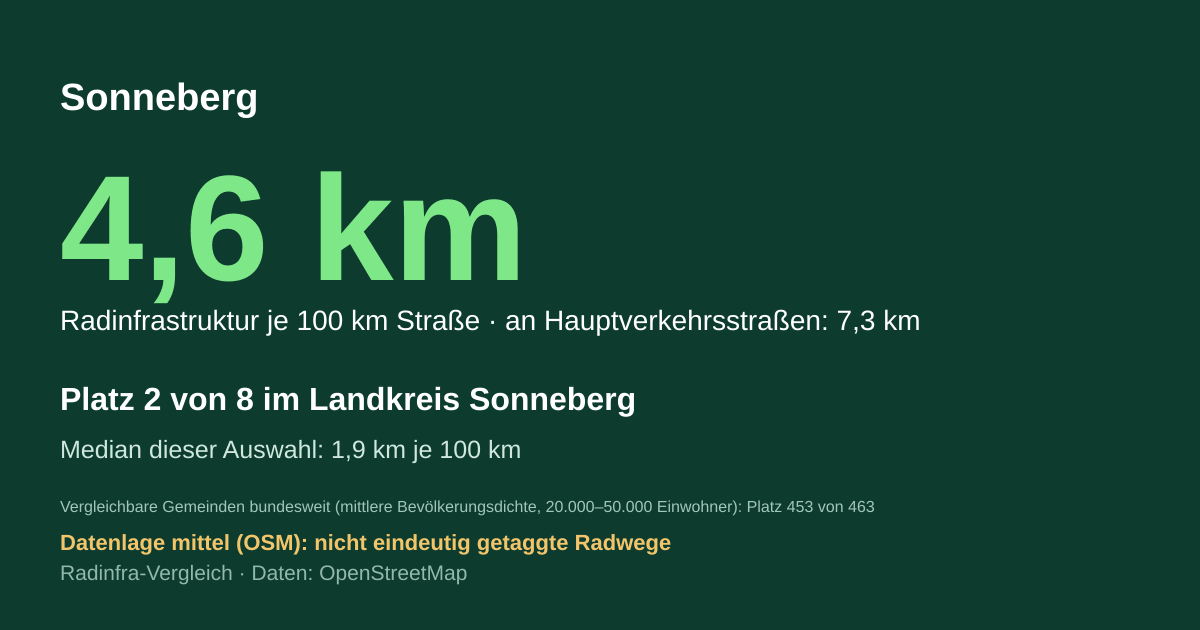 Sonneberg
4,6 km
Radinfrastruktur je 100 km Straße · an Hauptverkehrsstraßen: 7,3 km
Platz 2 von 8 im Landkreis Sonneberg
Median dieser Auswahl: 1,9 km je 100 km
Vergleichbare Gemeinden bundesweit (mittlere Bevölkerungsdichte, 20.000–50.000 Einwohner): Platz 453 von 463
Datenlage mittel (OSM): nicht eindeutig getaggte Radwege
Radinfra-Vergleich · Daten: OpenStreetMap